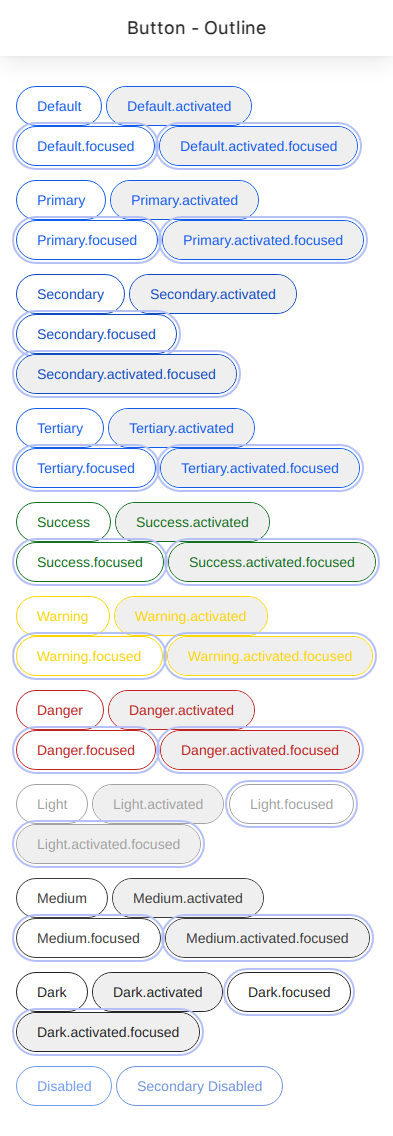 Button - Outline
Default Default.activated
Default.focused Default.activated.focused
Primary Primary.activated
Primary.focused Primary.activated.focused
Secondary Secondary.activated
Secondary.focused
Secondary.activated.focused
Tertiary Tertiary.activated
Tertiary.focused Tertiary.activated.focused
Success Success.activated
Success.focused Success.activated.focused
Warning Warning.activated
Warning.focused Warning.activated.focused
Danger Danger.activated
Danger.focused Danger.activated.focused
Light Light.activated Light.focused
Light.activated.focused
Medium Medium.activated
Medium.focused Medium.activated.focused
Dark Dark.activated Dark.focused
Dark.activated.focused
Disabled Secondary Disabled